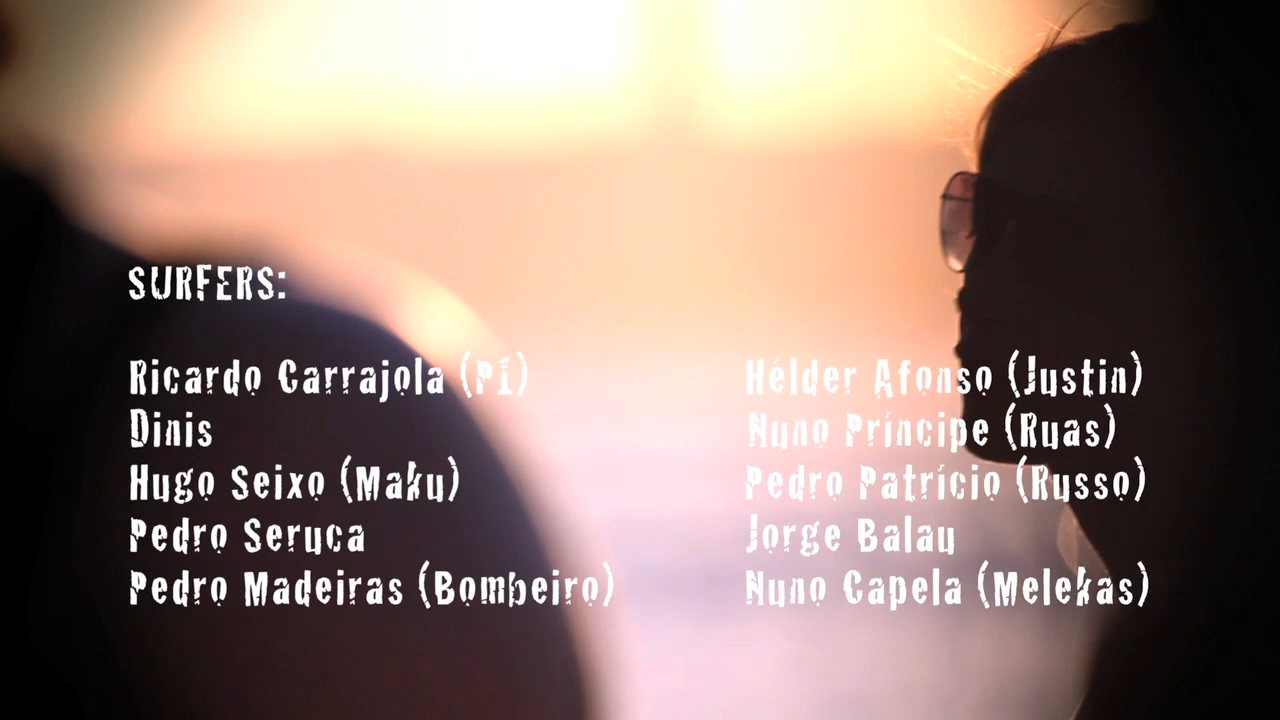 SURFERS:
Ricardo Carrajola (Pi)
Dinis
Hugo Seixo (Maku)
Pedro Seruca
Pedro Madeiras (Bombeiro)
Hélder Afonso (Justin)
Nuno Príncipe (Ruas)
Pedro Patrício (Russo)
Jorge Balau
Nuno Capela (Melekas)